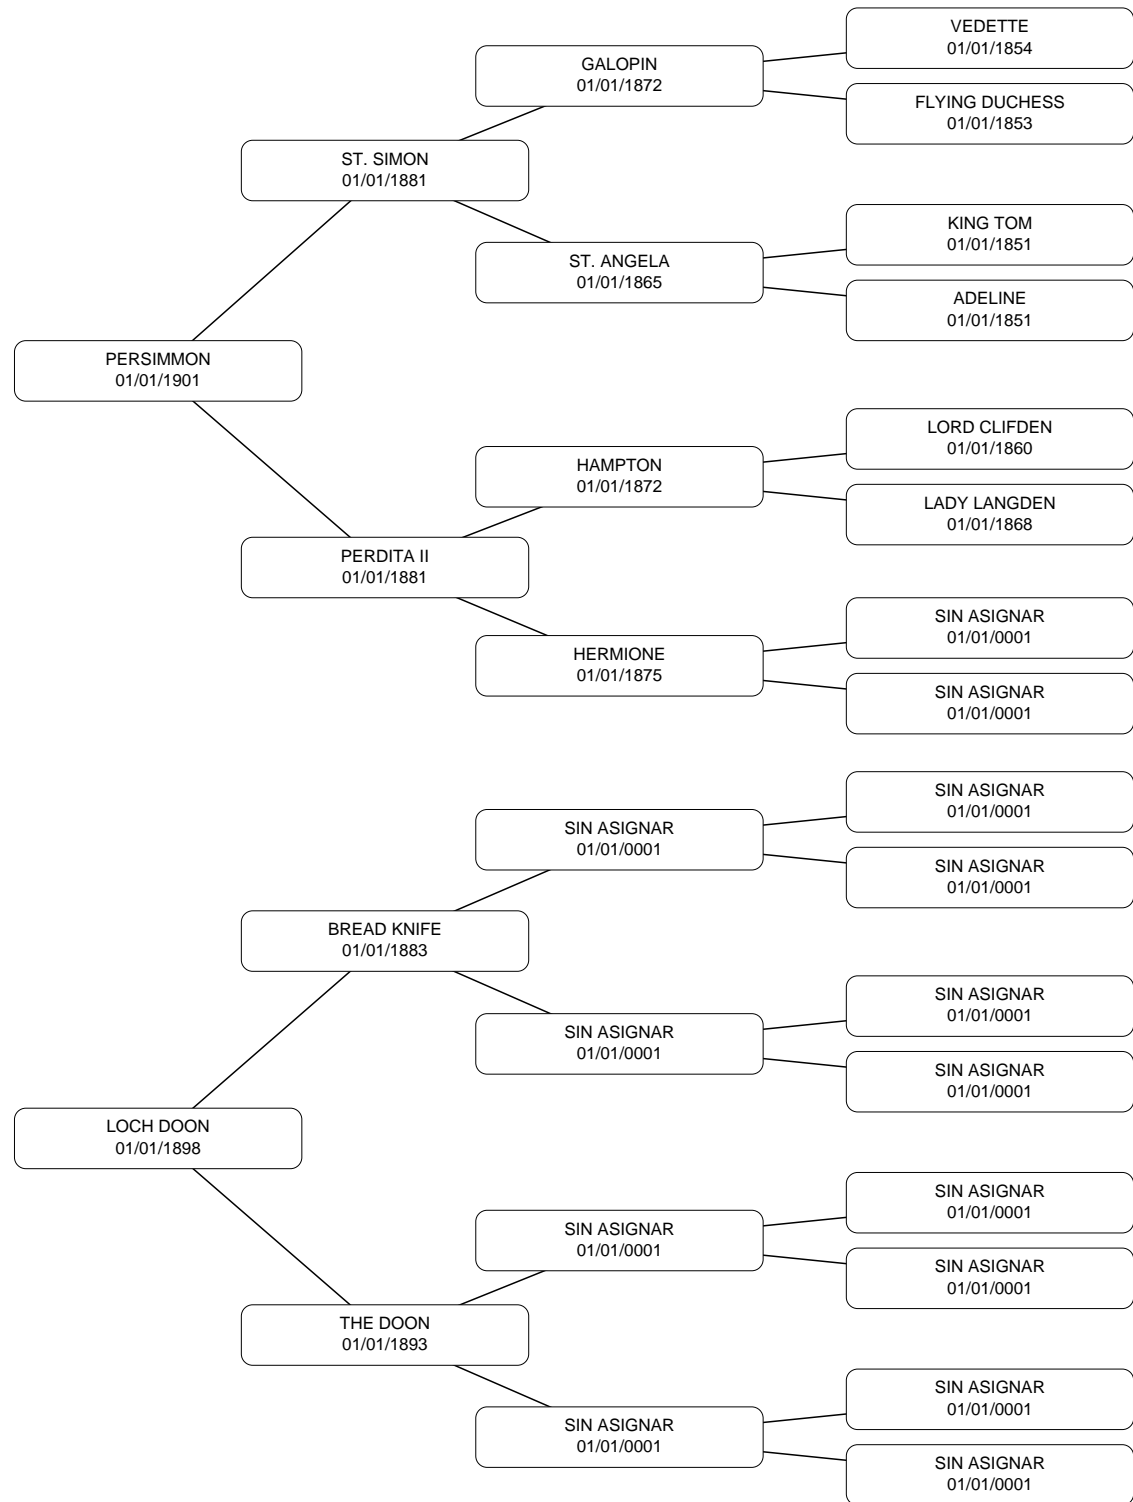 VEDETTE
01/01/1854
GALOPIN
01/01/1872
FLYING DUCHESS
01/01/1853
ST. SIMON
01/01/1881
KING TOM
01/01/1851
ST. ANGELA
01/01/1865
ADELINE
01/01/1851
PERSIMMON
01/01/1901
LORD CLIFDEN
01/01/1860
HAMPTON
01/01/1872
LADY LANGDEN
01/01/1868
PERDITA II
01/01/1881
SIN ASIGNAR
01/01/0001
HERMIONE
01/01/1875
SIN ASIGNAR
01/01/0001
SIN ASIGNAR
01/01/0001
SIN ASIGNAR
01/01/0001
SIN ASIGNAR
01/01/0001
BREAD KNIFE
01/01/1883
SIN ASIGNAR
01/01/0001
SIN ASIGNAR
01/01/0001
SIN ASIGNAR
01/01/0001
LOCH DOON
01/01/1898
SIN ASIGNAR
01/01/0001
SIN ASIGNAR
01/01/0001
SIN ASIGNAR
01/01/0001
THE DOON
01/01/1893
SIN ASIGNAR
01/01/0001
SIN ASIGNAR
01/01/0001
SIN ASIGNAR
01/01/0001